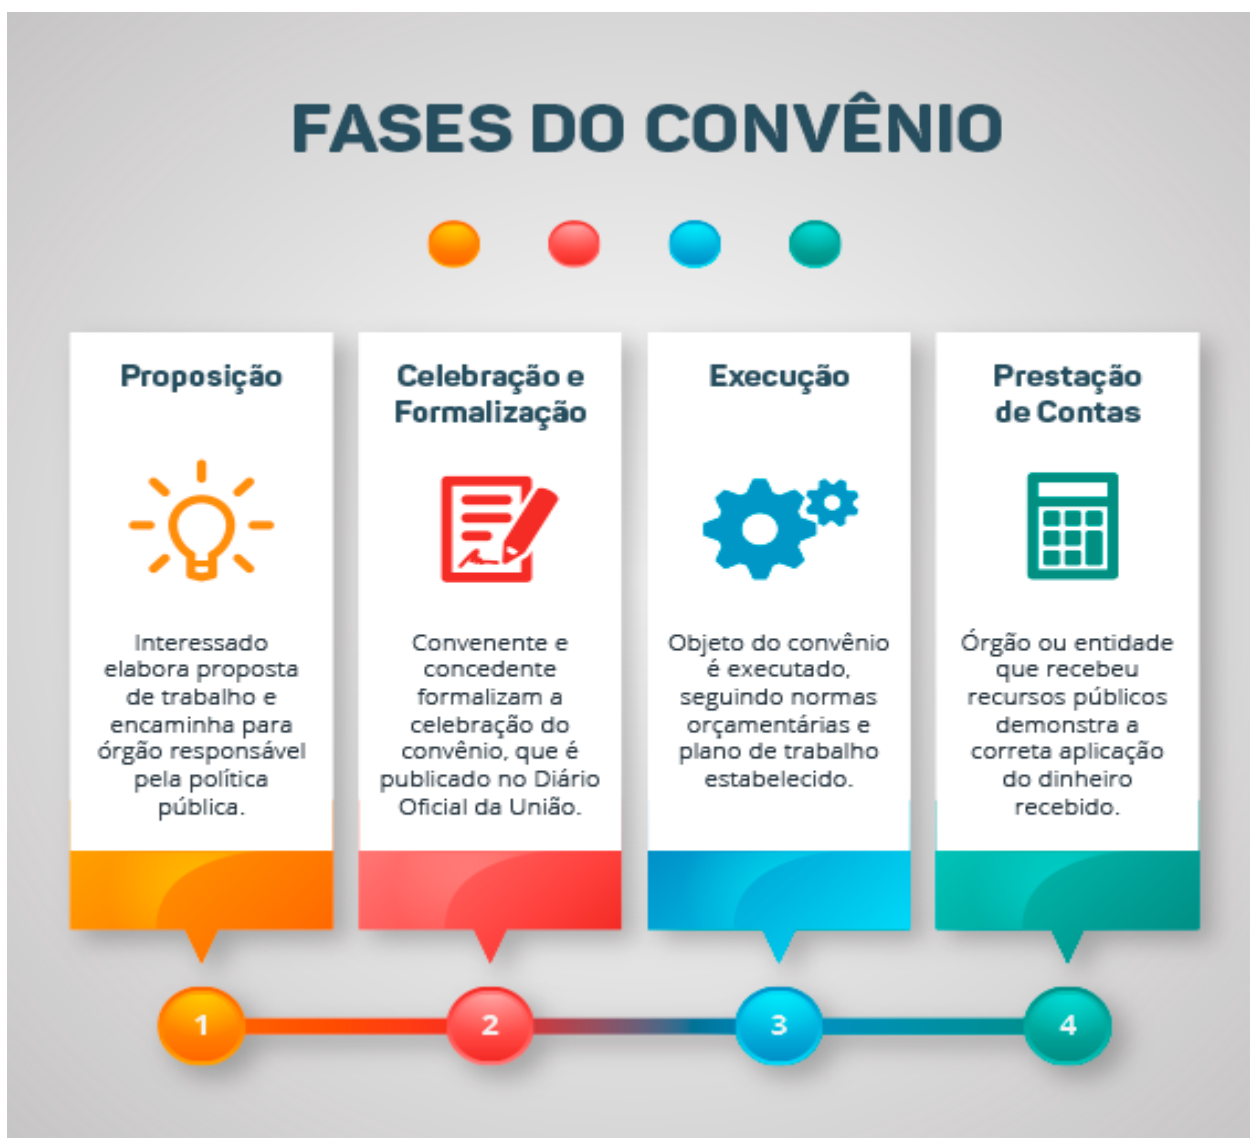 FASES DO CONVÊNIO
Proposição
Interessado
elabora proposta
de trabalho e
encaminha para
órgão responsável
pela política
pública.
Celebração e
Formalização
Convenente e
concedente
formalizam a
celebração do
convênio, que é
publicado no Diário
Oficial da União.
Execução
Objeto do convênio
é executado,
seguindo normas
orçamentárias e
plano de trabalho
estabelecido.
Prestação
de Contas
Órgão ou entidade
que recebeu
recursos públicos
demonstra a
correta aplicação
do dinheiro
recebido.
1
2
3
4